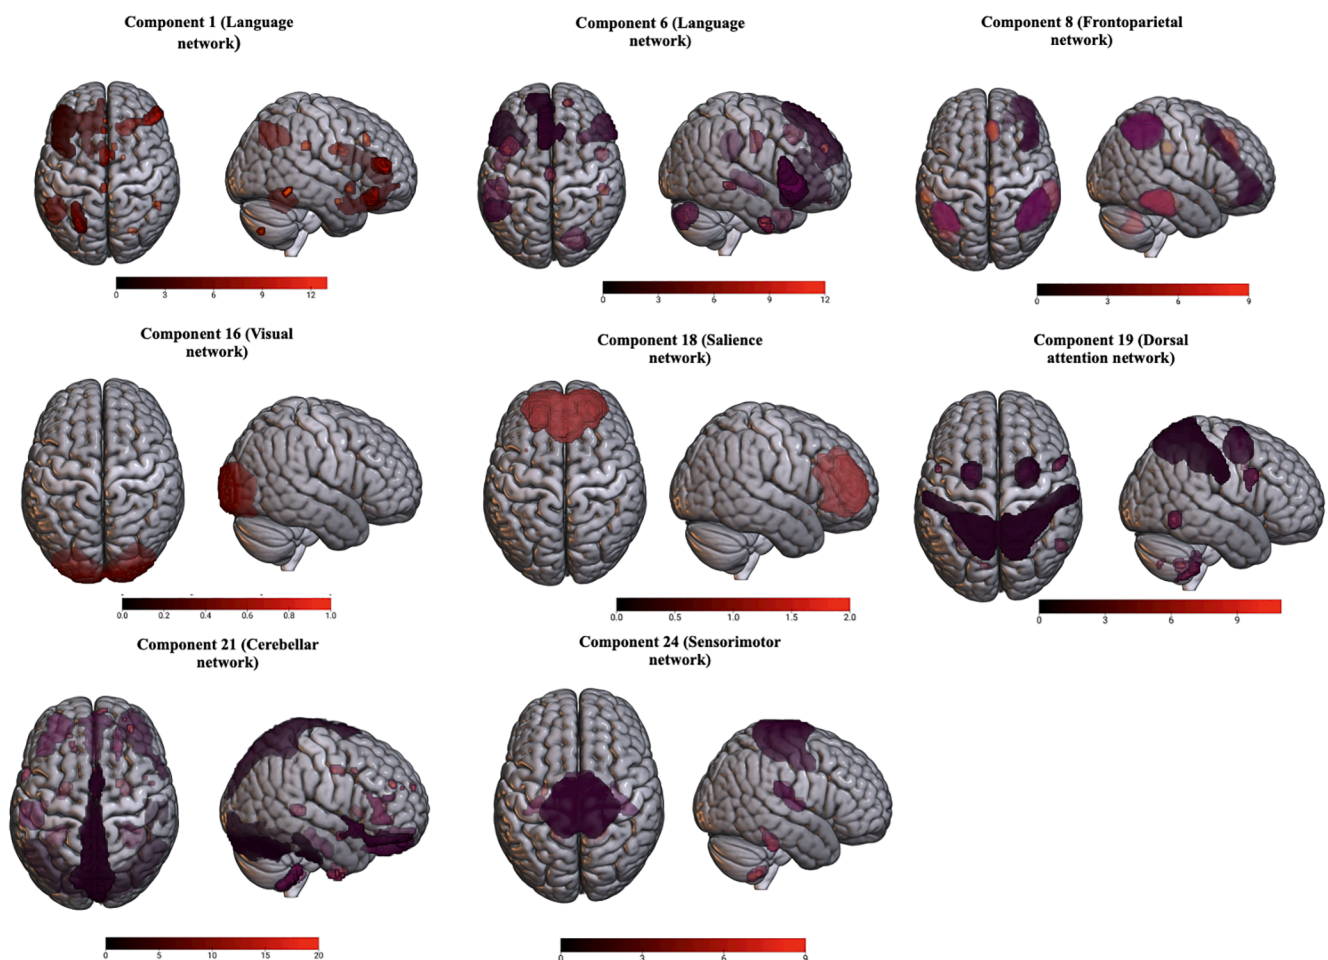 Component 1 (Language
network)
Component 6 (Language
network)
Component 8 (Frontoparietal
network)
0 3 6 9 12
0 3 6 9 12
0 3 6 9
Component 16 (Visual
network)
Component 18 (Salience
network)
Component 19 (Dorsal
attention network)
0.0 0.2 0.4 0.6 0.8 1.0
0.0 0.5 1.0 1.5 2.0
0 3 6 9
Component 21 (Cerebellar
network)
Component 24 (Sensorimotor
network)
0 5 10 15 20
0 3 6 9